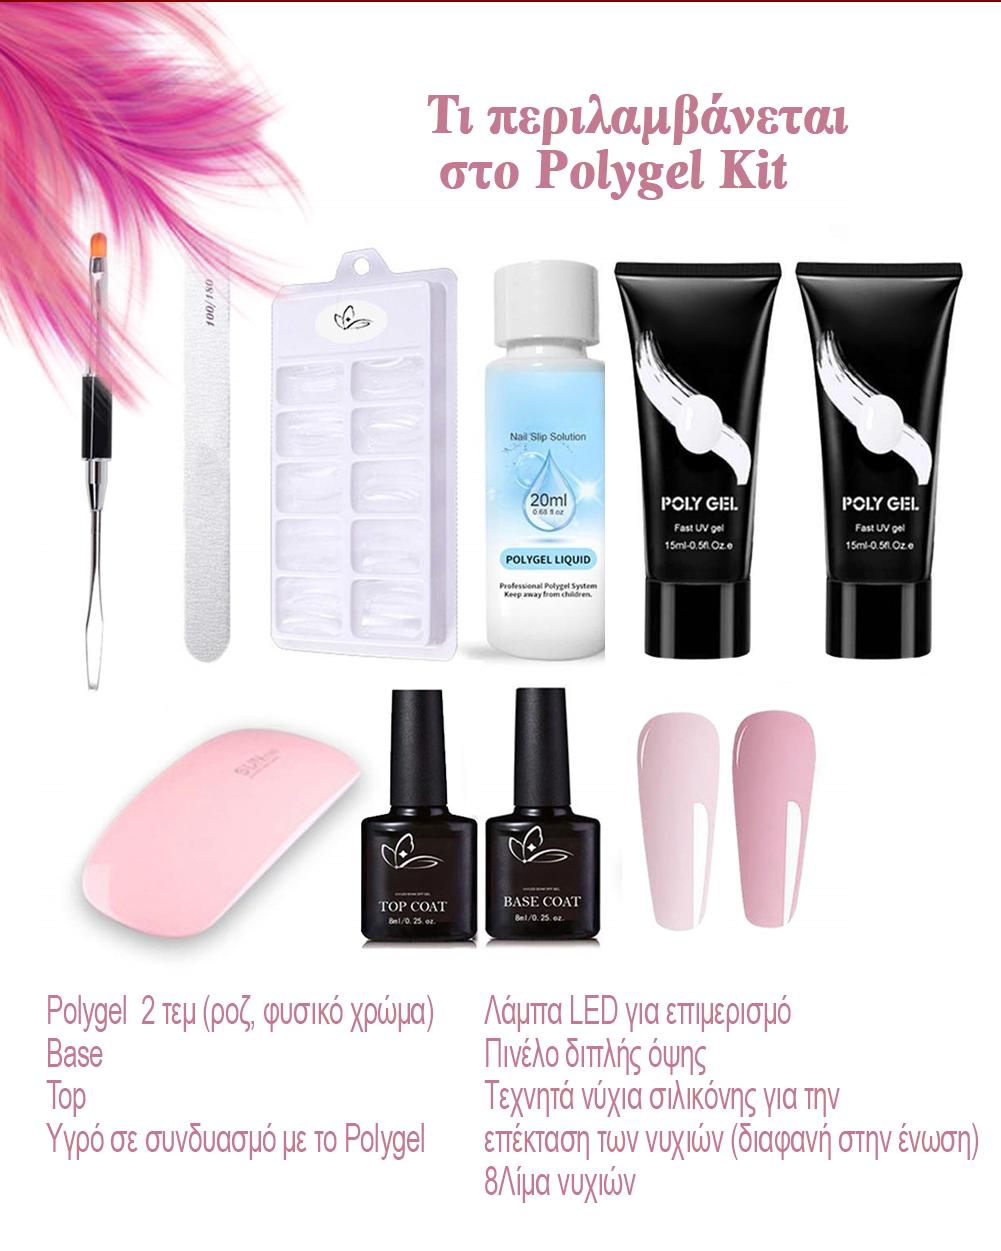 Τι περιλαμβάνεται
στο Polygel Kit
100/180
Nail Slip Solution
20ml
0.68 fl oz
POLYGEL LIQUID
Professional Polygel System
Keep away from children.
POLY GEL
Fast UV gel
15ml-0.5fl.Oz.e
POLY GEL
Fast UV gel
15ml-0.5fl.Oz.e
SUN
TOP COAT
8ml/0. 25. oz.
BASE COAT
8ml/0. 25. oz.
Polygel 2 τεμ (ροζ, φυσικό χρώμα)
Base
Top
Υγρό σε συνδυασμό με το Polygel
Λάμπα LED για επιμερισμό
Πινέλο διπλής όψης
Τεχνητά νύχια σιλικόνης για την
επέκταση των νυχιών (διαφανή στην ένωση)
8Λίμα νυχιών